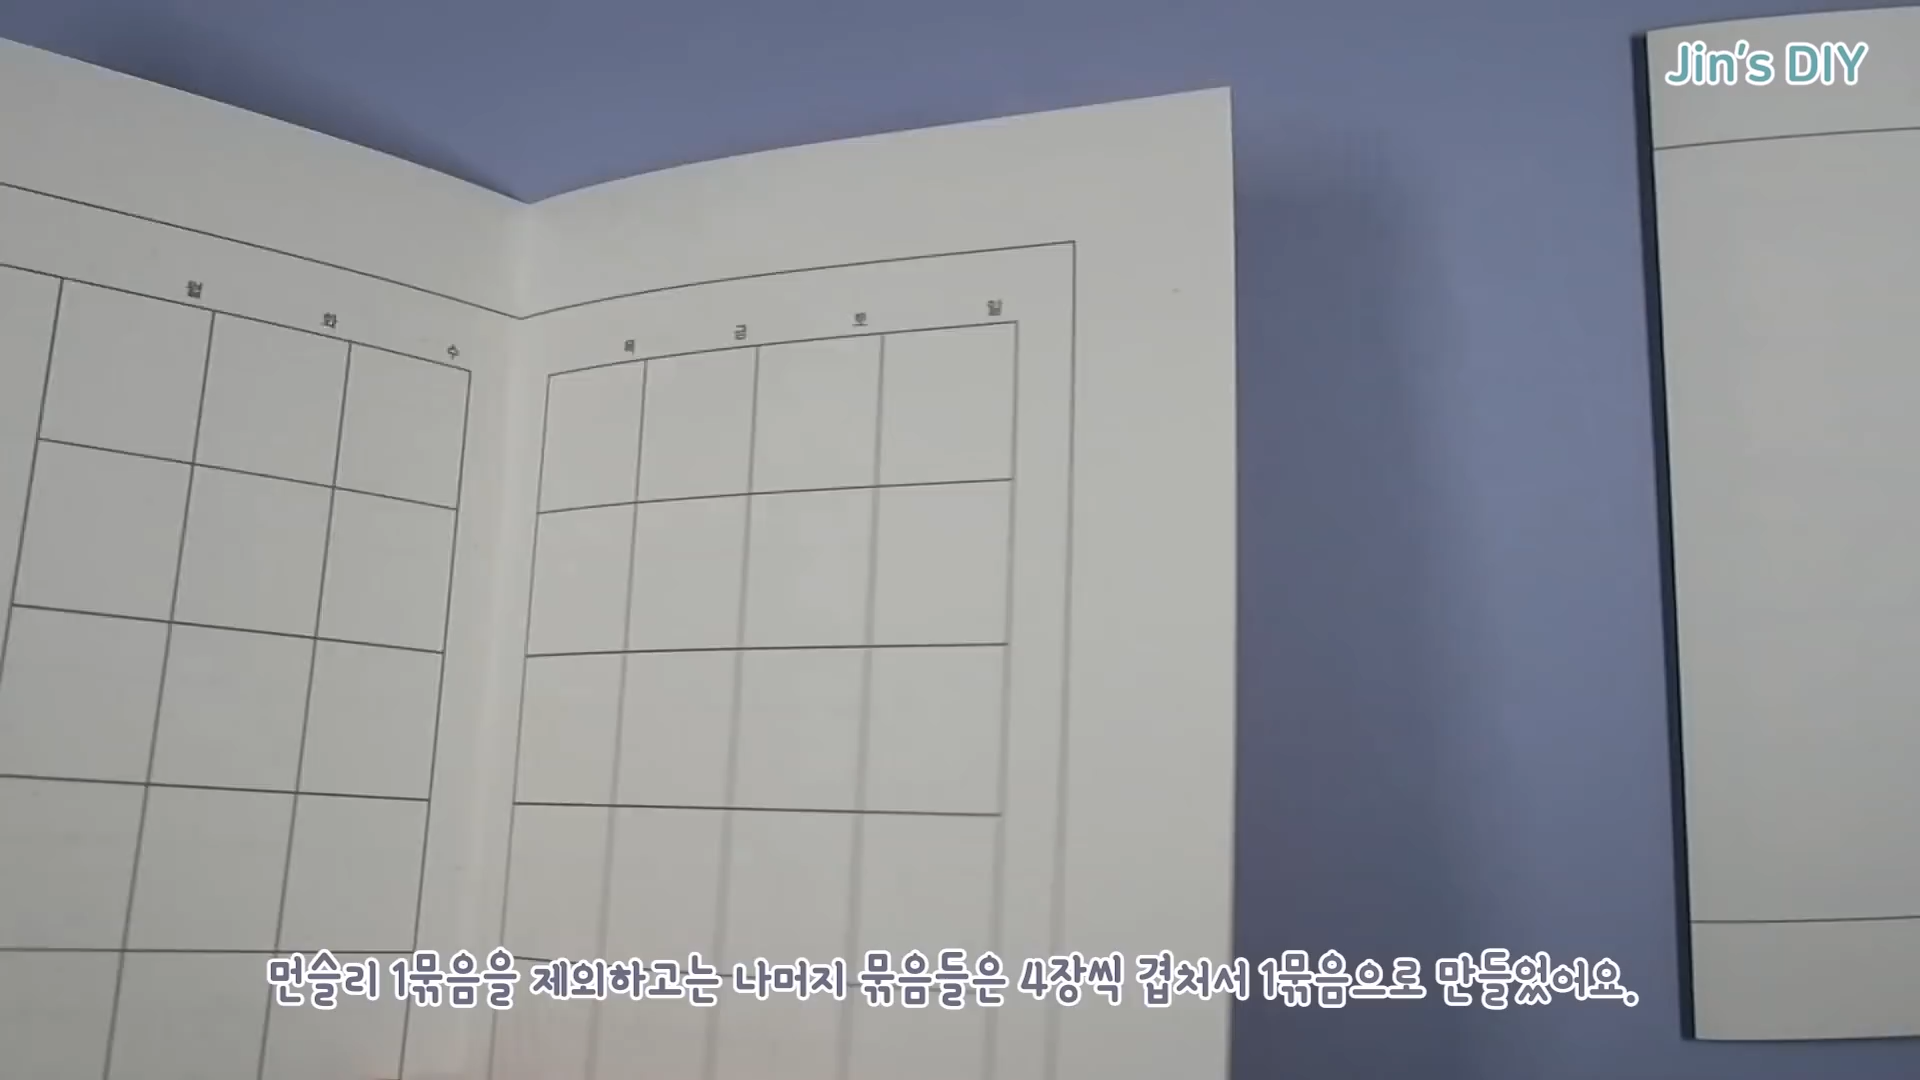 Jin's DIY
월 화 수 목 금 토 일
먼슬리 1묶음을 제외하고는 나머지 묶음들은 4장씩 겹쳐서 1묶음으로 만들었어요.